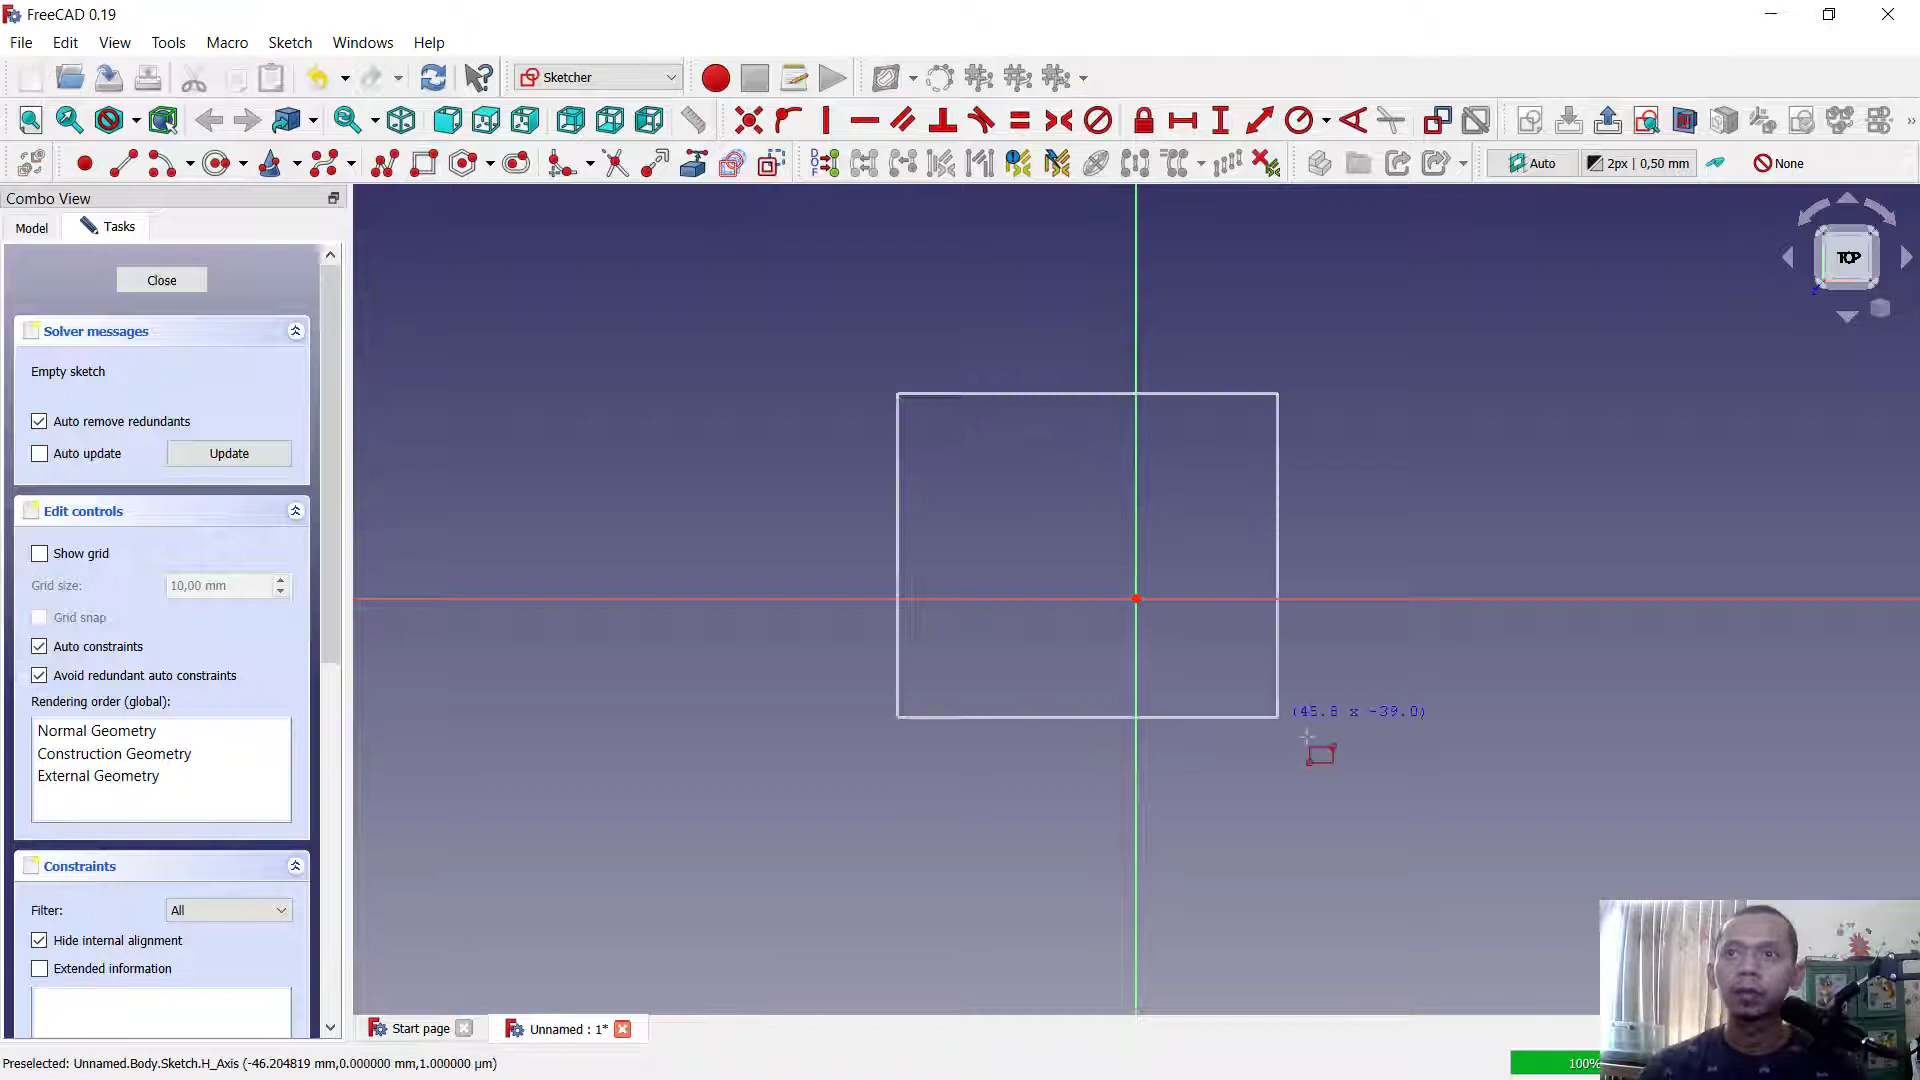 FreeCAD 0.19
File Edit View Tools Macro Sketch Windows Help
Sketcher
Auto 2px | 0,50 mm None
Combo View
Model Tasks
Close
Solver messages
Empty sketch
Auto remove redundants
Auto update Update
Edit controls
Show grid
Grid size: 10,00 mm
Grid snap
Auto constraints
Avoid redundant auto constraints
Rendering order (global):
Normal Geometry
Construction Geometry
External Geometry
Constraints
Filter: All
Hide internal alignment
Extended information
TOP
(45.8 x -39.0)
Start page Unnamed : 1*
Preselected: Unnamed.Body.Sketch.H_Axis (-46.204819 mm,0.000000 mm,1.000000 μm)
100%